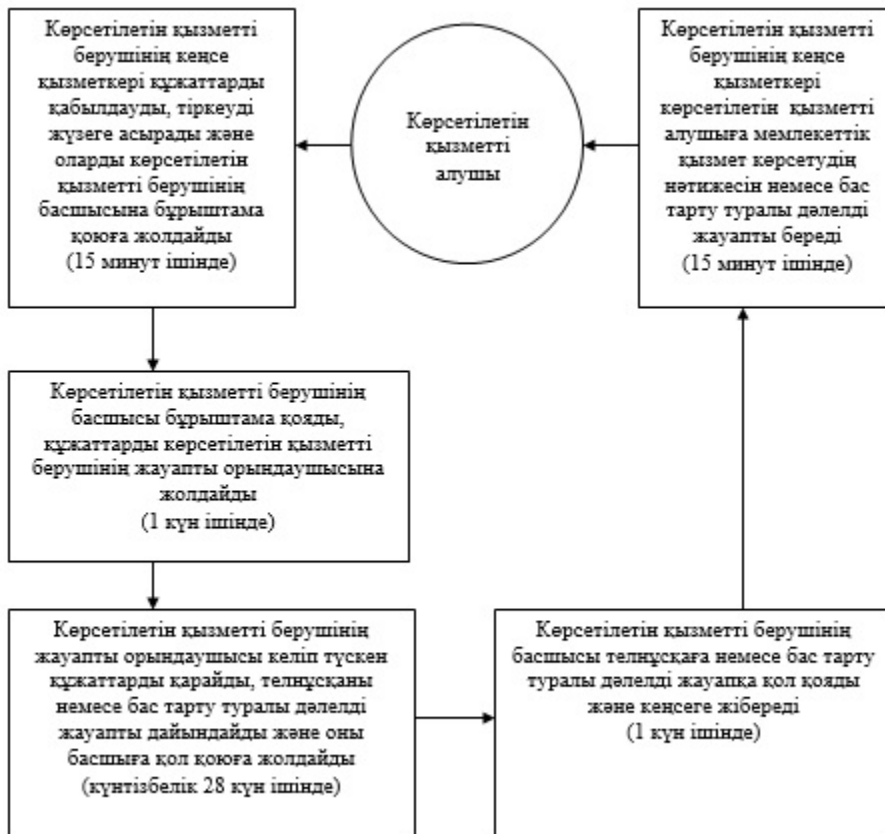 Көрсетілетін қызметті
берушінің кеңсе
қызметкері құжаттарды
қабылдауды, тіркеуді
жүзеге асырады және
оларды көрсетілетін
қызметті берушінің
басшысына бұрыштама
қоюға жолдайды
(15 минут ішінде)
Көрсетілетін
қызметті
алушы
Көрсетілетін қызметті
берушінің кеңсе
қызметкері
көрсетілетін қызметті
алушыға мемлекеттік
қызмет көрсетудің
нәтижесін немесе бас
тарту туралы дәлелді
жауапты береді
(15 минут ішінде)
Көрсетілетін қызметті берушінің
басшысы бұрыштама қояды,
құжаттарды көрсетілетін қызметті
берушінің жауапты орындаушысына
жолдайды
(1 күн ішінде)
Көрсетілетін қызметті берушінің
жауапты орындаушысы келіп түскен
құжаттарды қарайды, телнұсқаны
немесе бас тарту туралы дәлелді
жауапты дайындайды және оны
басшыға қол қоюға жолдайды
(күнтізбелік 28 күн ішінде)
Көрсетілетін қызметті берушінің
басшысы телнұсқаға немесе бас тарту
туралы дәлелді жауапқа қол қояды
және кеңсеге жібереді
(1 күн ішінде)